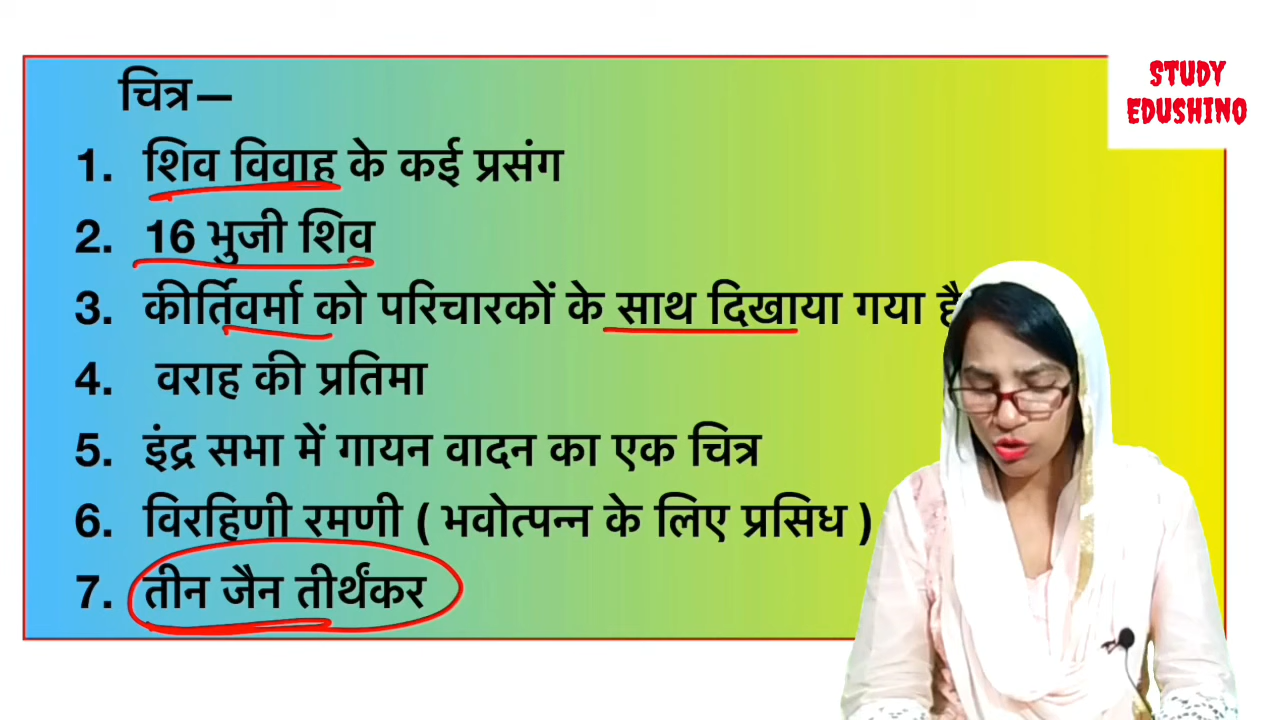 चित्र—
STUDY
EDUSHINO
1. शिव विवाह के कई प्रसंग
2. 16 भुजी शिव
3. कीर्तिवर्मा को परिचारकों के साथ दिखाया गया है
4. वराह की प्रतिमा
5. इंद्र सभा में गायन वादन का एक चित्र
6. विरहिणी रमणी ( भवोत्पन्न के लिए प्रसिध )
7. तीन जैन तीर्थंकर